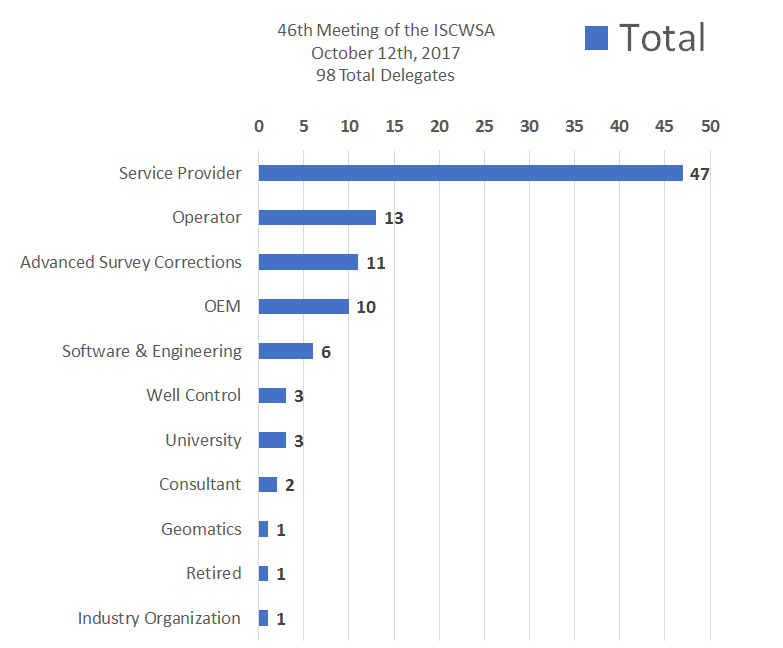 46th Meeting of the ISCWSA
October 12th, 2017
98 Total Delegates
Total
0 5 10 15 20 25 30 35 40 45 50
Service Provider 47
Operator 13
Advanced Survey Corrections 11
OEM 10
Software & Engineering 6
Well Control 3
University 3
Consultant 2
Geomatics 1
Retired 1
Industry Organization 1